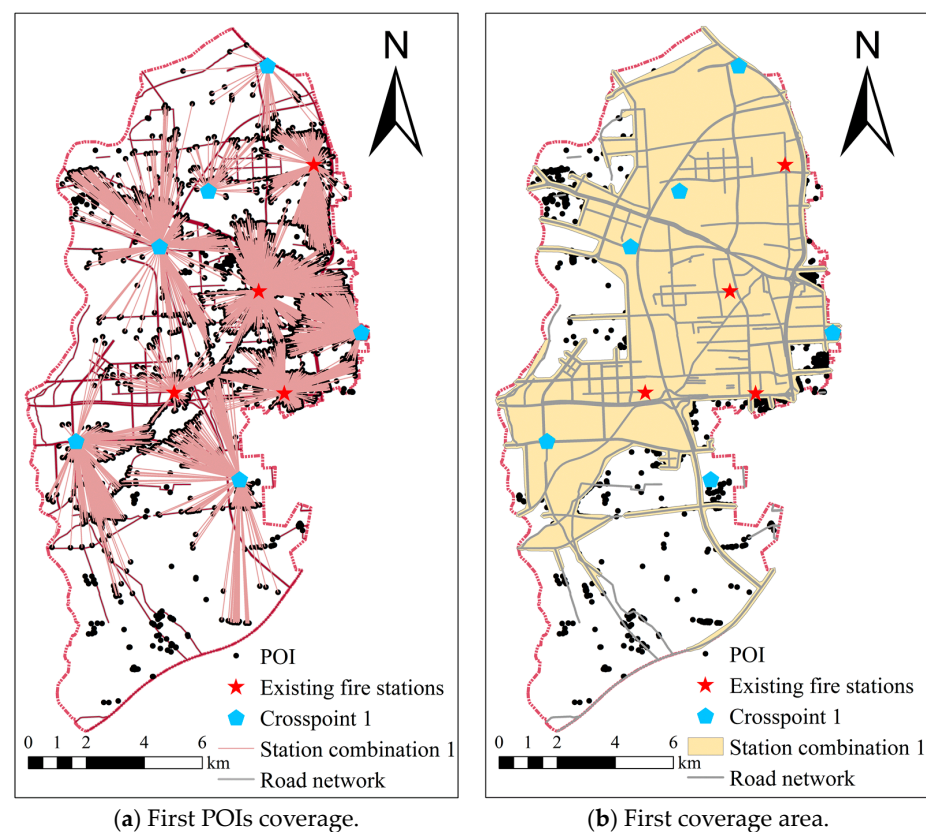 N
POI
Existing fire stations
Crosspoint 1
Station combination 1
Road network
0 1 2 4 6
km
(a) First POIs coverage.
N
POI
Existing fire stations
Crosspoint 1
Station combination 1
Road network
0 1 2 4 6
km
(b) First coverage area.